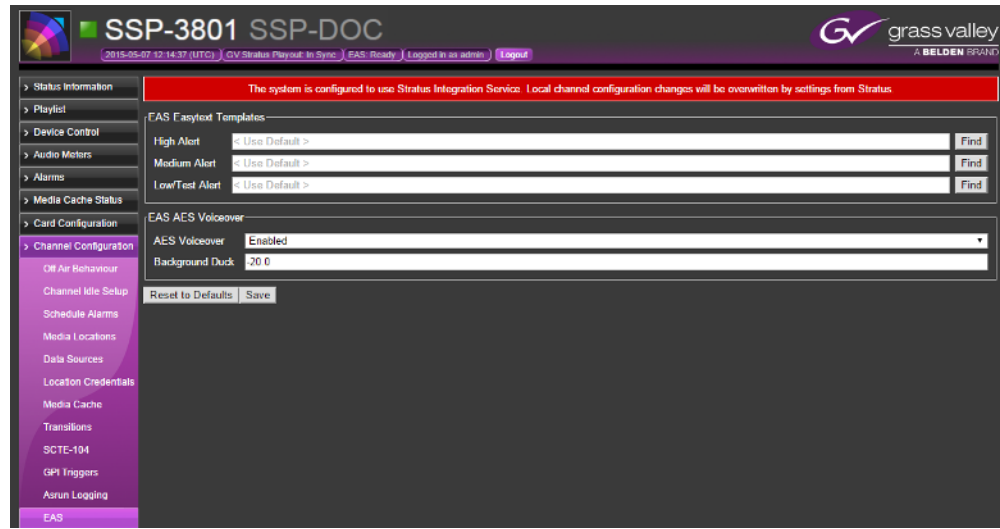 SSP-3801 SSP-DOC
2015-05-07 12:14:37 (UTC) GV Stratus Playout: In Sync EAS: Ready Logged in as admin Logout
GV grass valley
A BELDEN BRAND
> Status Information
> Playlist
> Device Control
> Audio Meters
> Alarms
> Media Cache Status
> Card Configuration
> Channel Configuration
Off Air Behaviour
Channel Idle Setup
Schedule Alarms
Media Locations
Data Sources
Location Credentials
Media Cache
Transitions
SCTE-104
GPI Triggers
Asrun Logging
EAS
The system is configured to use Stratus Integration Service. Local channel configuration changes will be overwritten by settings from Stratus.
EAS Easytext Templates
High Alert < Use Default > Find
Medium Alert < Use Default > Find
Low/Test Alert < Use Default > Find
EAS AES Voiceover
AES Voiceover Enabled
Background Duck -20.0
Reset to Defaults Save